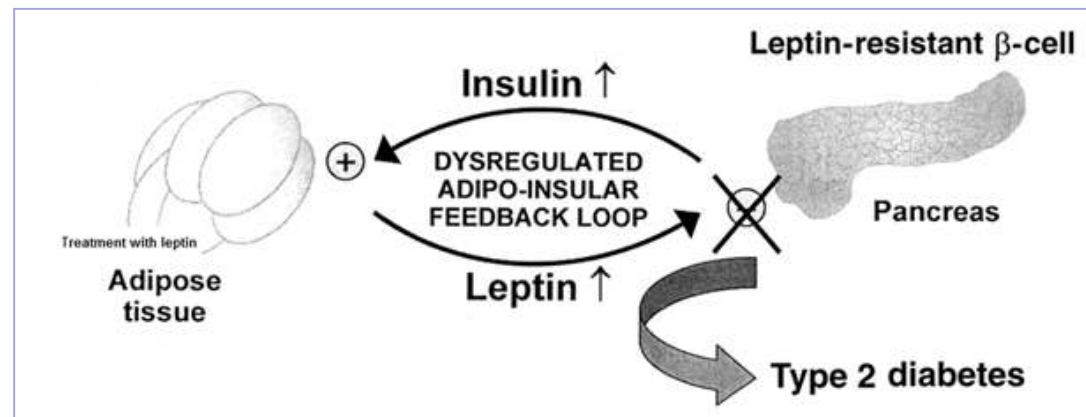 Leptin-resistant β-cell
Insulin ↑
+
DYSREGULATED
ADIPO-INSULAR
FEEDBACK LOOP
Pancreas
Treatment with leptin
Adipose
tissue
Leptin ↑
Type 2 diabetes